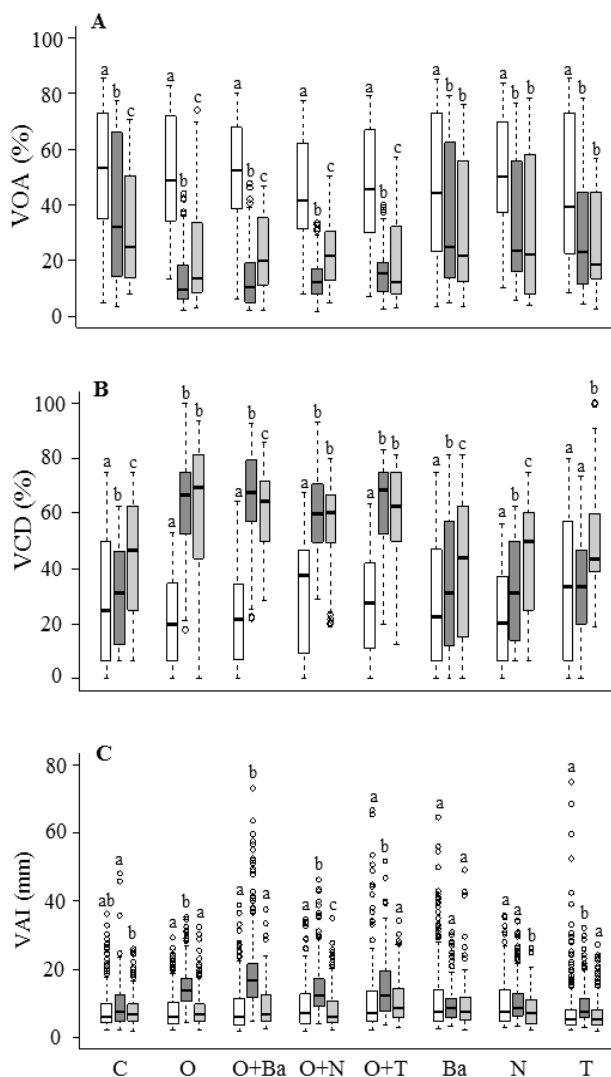 A
VOA (%)
100
80
60
40
20
0
a b c a b c a b c a b c a b c a b b a b b a b b
B
VCD (%)
100
80
60
40
20
0
a b c a b b a b c a b b a b b a b c a b c a a b
C
VAI (mm)
80
60
40
20
0
ab a b a b a a b a a b c a b a a a a a a b a b a
C O O+Ba O+N O+T Ba N T